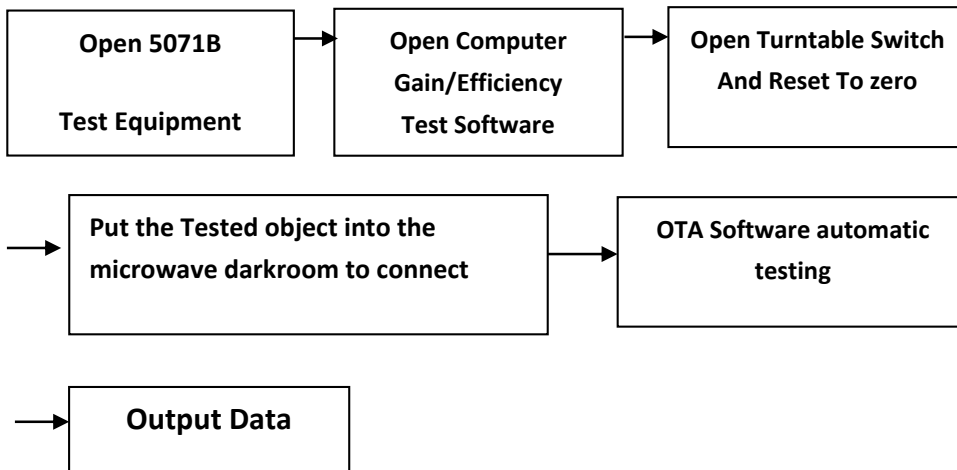 Open 5071B
Test Equipment
Open Computer
Gain/Efficiency
Test Software
Open Turntable Switch
And Reset To zero
Put the Tested object into the
microwave darkroom to connect
OTA Software automatic
testing
Output Data